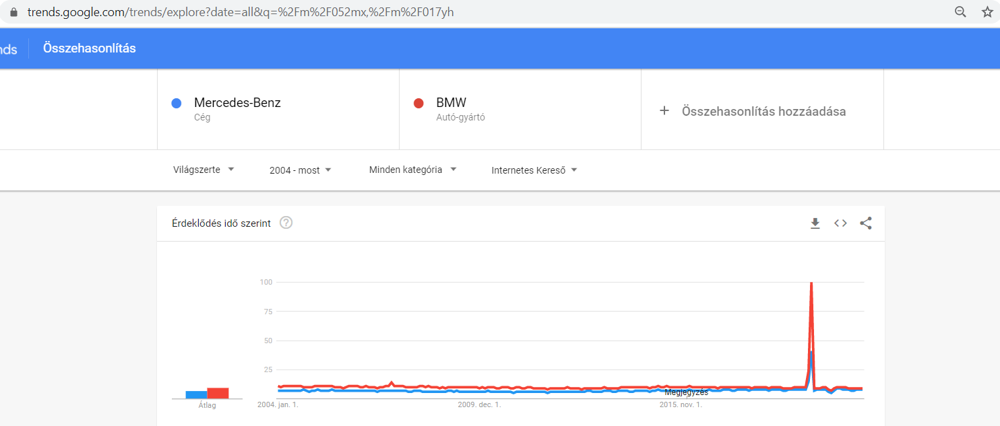 trends.google.com/trends/explore?date=all&q=%2Fm%2F052mx,%2Fm%2F017yh
nds Összehasonlítás
Mercedes-Benz
Cég
BMW
Autó-gyártó
+ Összehasonlítás hozzáadása
Világszerte 2004 - most Minden kategória Internetes Kereső
Érdeklődés idő szerint ?
100
75
50
25
Megjegyzés
Átlag
2004. jan. 1. 2009. dec. 1. 2015. nov. 1.